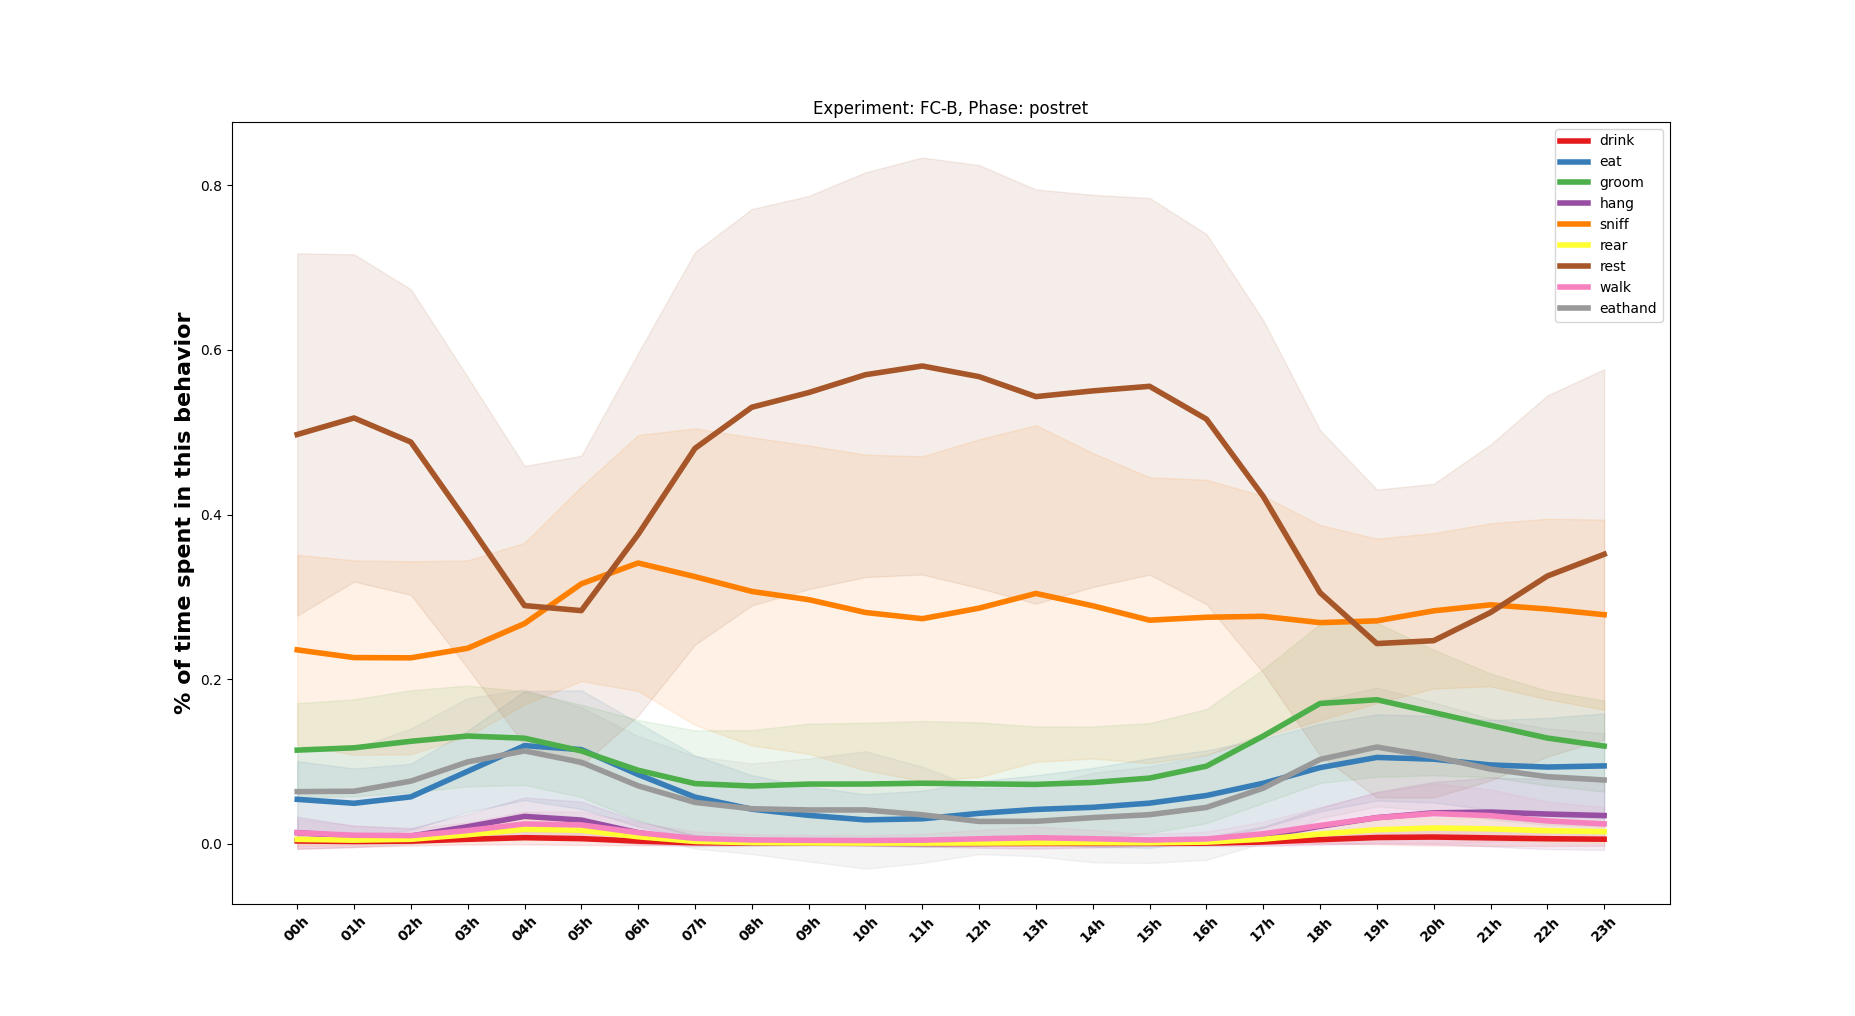 Experiment: FC-B, Phase: postret
% of time spent in this behavior
0.8
0.6
0.4
0.2
0.0
drink
eat
groom
hang
sniff
rear
rest
walk
eathand
00h 01h 02h 03h 04h 05h 06h 07h 08h 09h 10h 11h 12h 13h 14h 15h 16h 17h 18h 19h 20h 21h 22h 23h